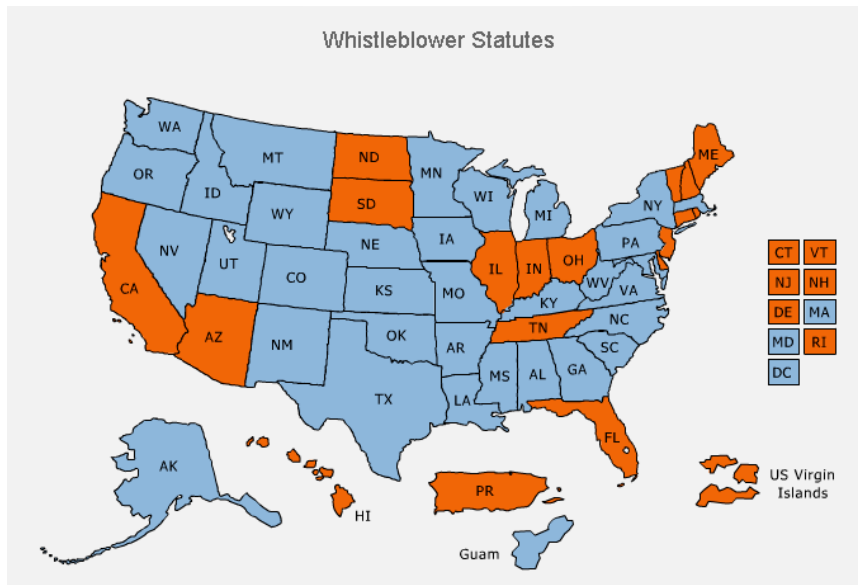 Whistleblower Statutes
WA
MT
ND
MN
ME
OR
ID
SD
WI
MI
NY
WY
NV
NE
IA
PA
UT
IL
IN
OH
CT VT
CA
CO
KS
MO
WV
VA
NJ NH
KY
DE MA
AZ
NM
OK
AR
TN
NC
SC
MD RI
TX
LA
MS
AL
GA
DC
FL
AK
HI
PR
US Virgin
Islands
Guam